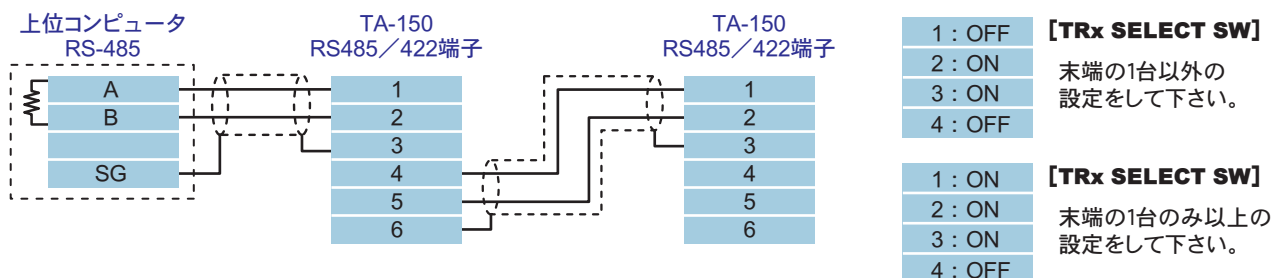 上位コンピュータ
RS-485
A
B
SG
TA-150
RS485／422端子
1
2
3
4
5
6
TA-150
RS485／422端子
1
2
3
4
5
6
1：OFF
2：ON
3：ON
4：OFF
［TRx SELECT SW］
末端の1台以外の
設定をして下さい。
1：ON
2：ON
3：ON
4：OFF
［TRx SELECT SW］
末端の1台のみ以上の
設定をして下さい。